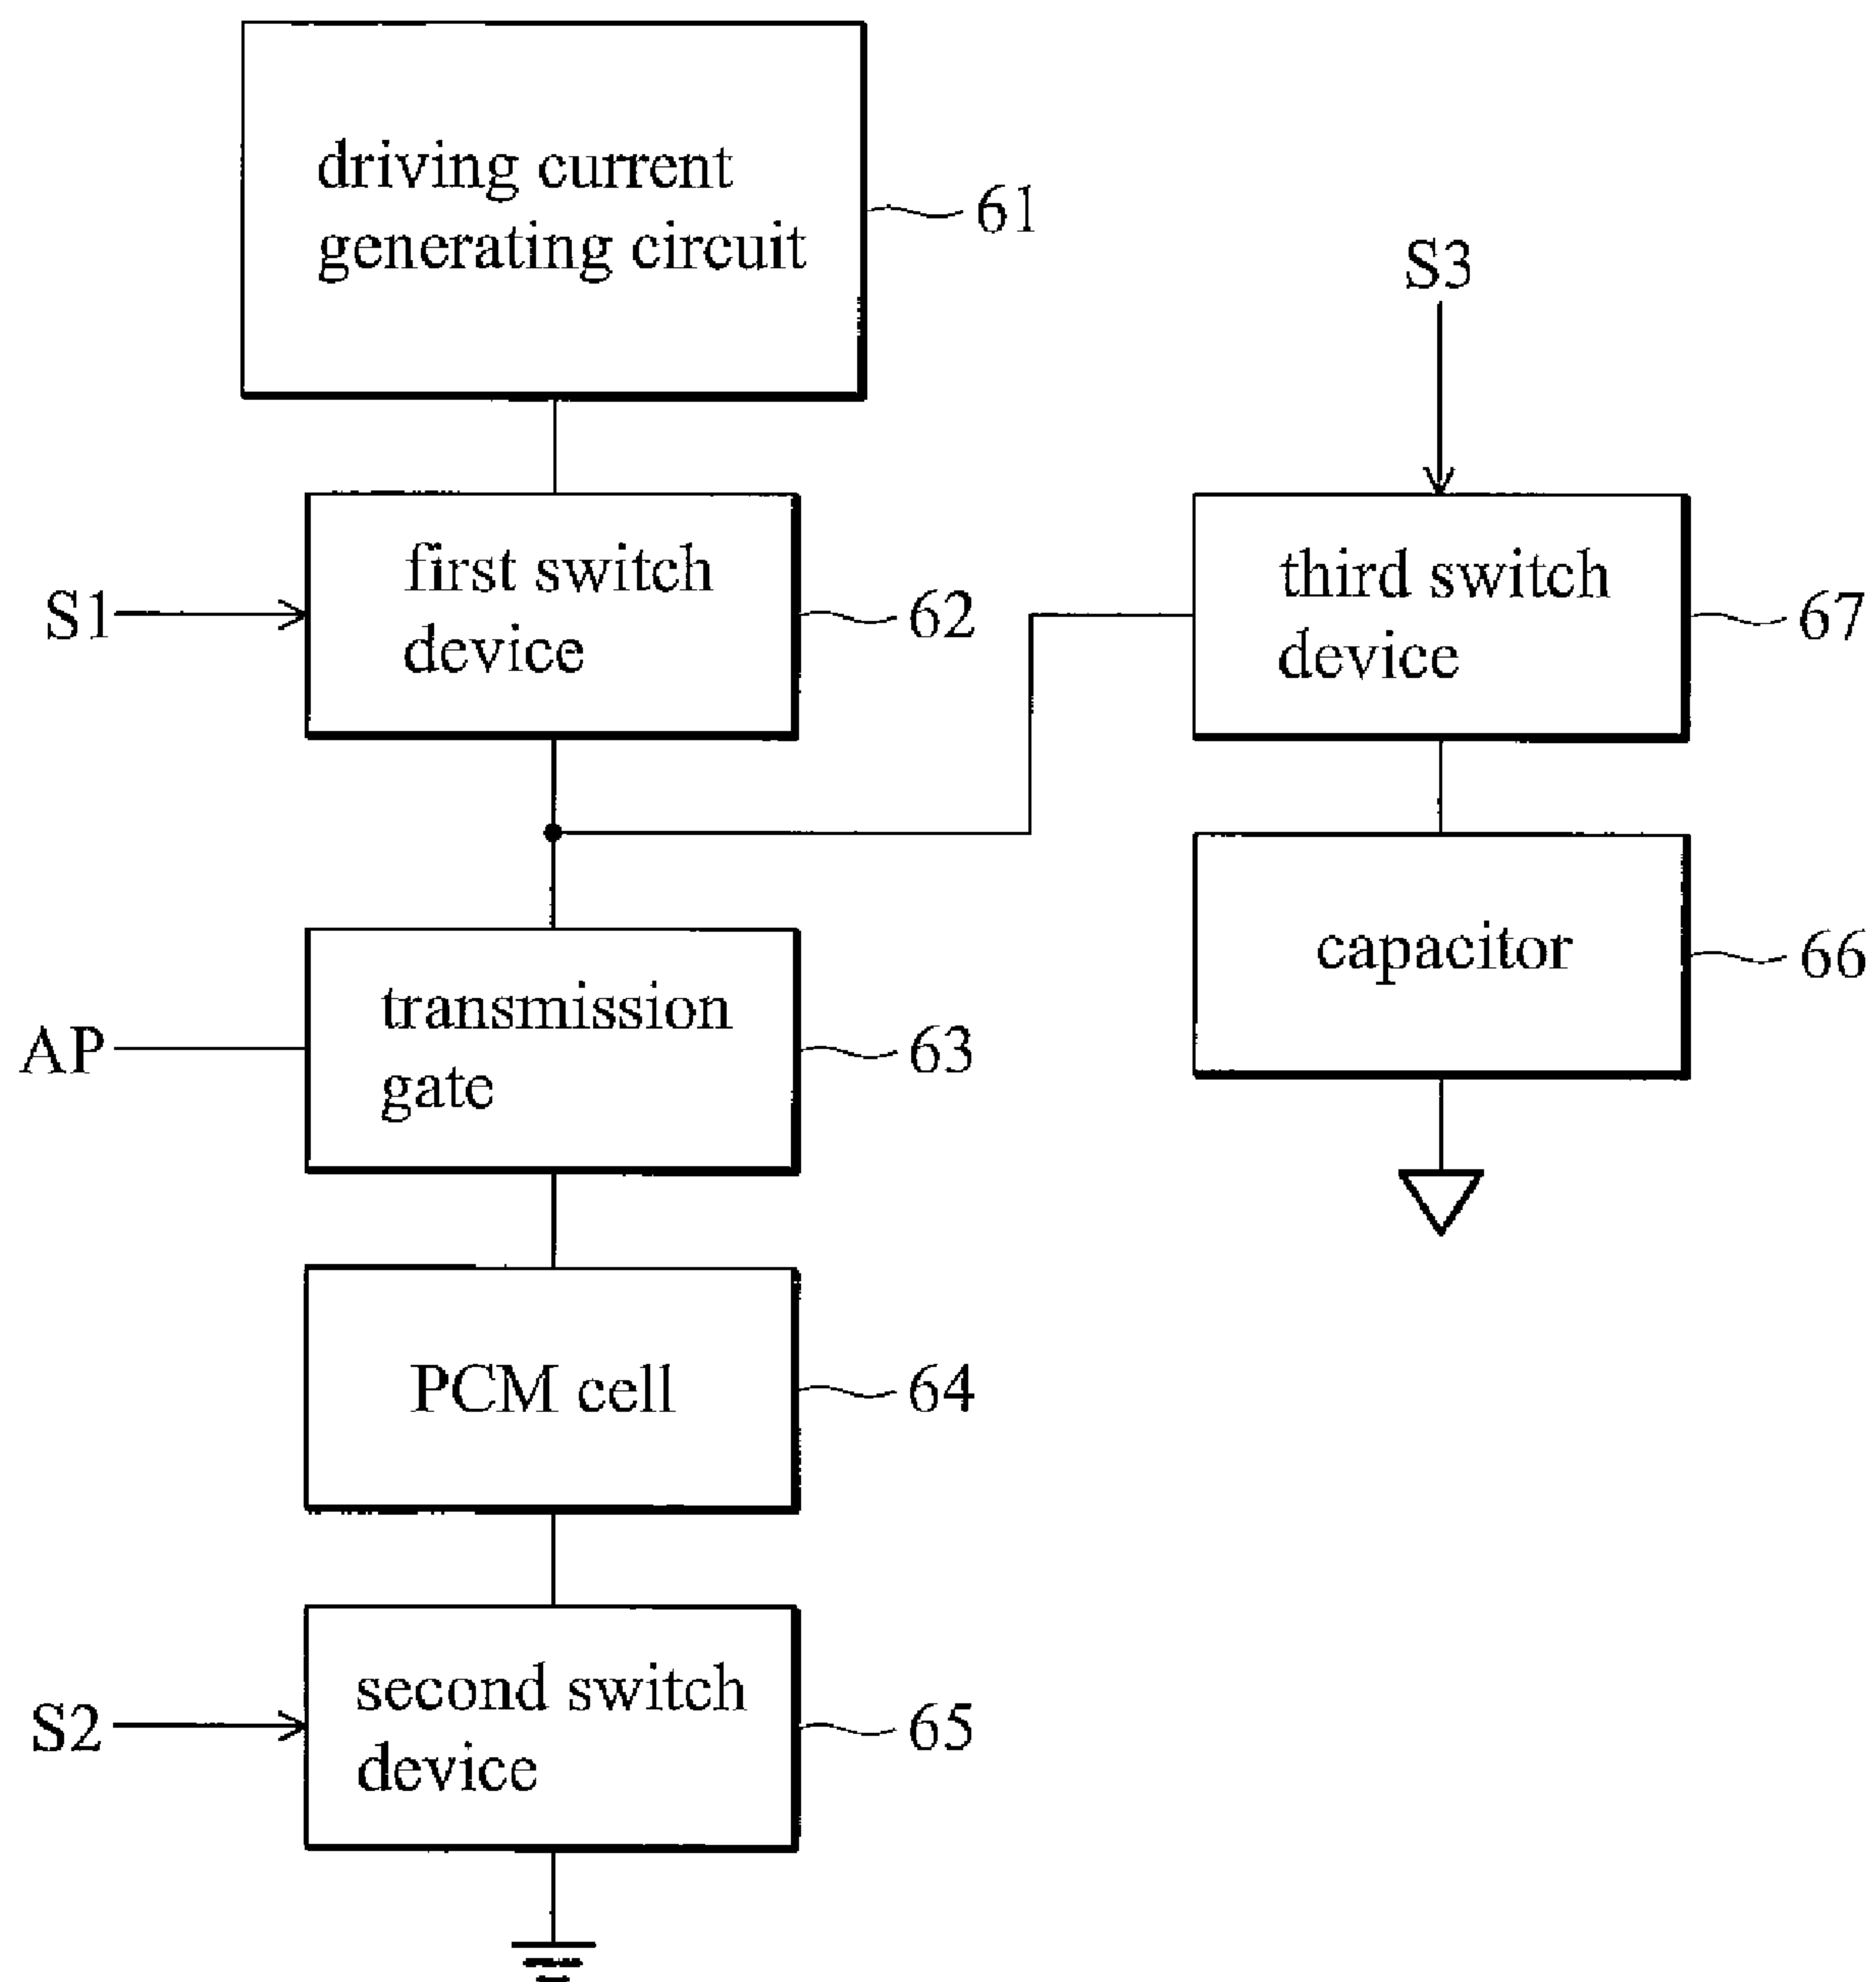 driving current
generating circuit
61
S3
S1
first switch
device
62
third switch
device
67
AP
transmission
gate
63
capacitor
66
PCM cell
64
S2
second switch
device
65